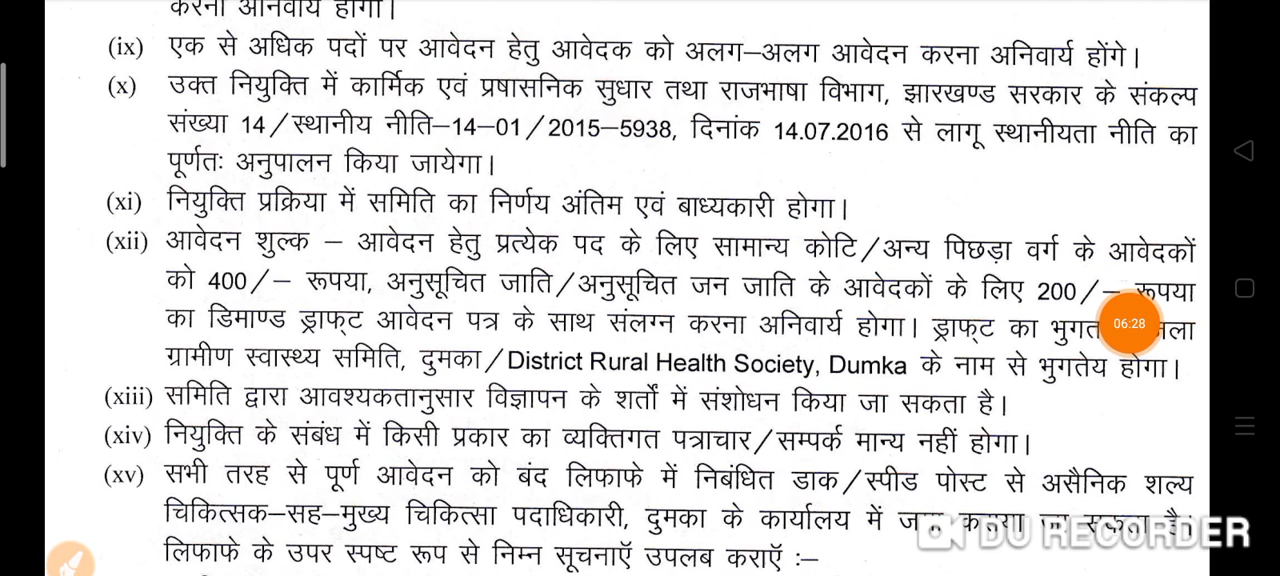 करना अनिवार्य होगा।
(ix) एक से अधिक पदों पर आवेदन हेतु आवेदक को अलग–अलग आवेदन करना अनिवार्य होंगे।
(x) उक्त नियुक्ति में कार्मिक एवं प्रषासनिक सुधार तथा राजभाषा विभाग, झारखण्ड सरकार के संकल्प
संख्या 14/स्थानीय नीति–14–01/2015–5938, दिनांक 14.07.2016 से लागू स्थानीयता नीति का
पूर्णतः अनुपालन किया जायेगा।
(xi) नियुक्ति प्रक्रिया में समिति का निर्णय अंतिम एवं बाध्यकारी होगा।
(xii) आवेदन शुल्क – आवेदन हेतु प्रत्येक पद के लिए सामान्य कोटि/अन्य पिछड़ा वर्ग के आवेदकों
को 400/– रूपया, अनुसूचित जाति/अनुसूचित जन जाति के आवेदकों के लिए 200/– रूपया
का डिमाण्ड ड्राफ्ट आवेदन पत्र के साथ संलग्न करना अनिवार्य होगा। ड्राफ्ट का
06:28
ग्रामीण स्वास्थ्य समिति, दुमका/District Rural Health Society, Dumka के नाम से भुगतेय होगा।
(xiii) समिति द्वारा आवश्यकतानुसार विज्ञापन के शर्तों में संशोधन किया जा सकता है।
(xiv) नियुक्ति के संबंध में किसी प्रकार का व्यक्तिगत पत्राचार/सम्पर्क मान्य नहीं होगा।
(xv) सभी तरह से पूर्ण आवेदन को बंद लिफाफे में निबंधित डाक/स्पीड पोस्ट से असैनिक शल्य
चिकित्सक–सह–मुख्य चिकित्सा पदाधिकारी, दुमका के कार्यालय में
DU RECORDER
लिफाफे के उपर स्पष्ट रूप से निम्न सूचनाएँ उपलब कराएँ :–